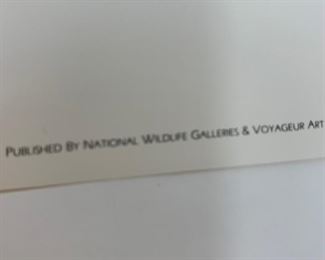 Published By National Wildlife Galleries & Voyageur Art